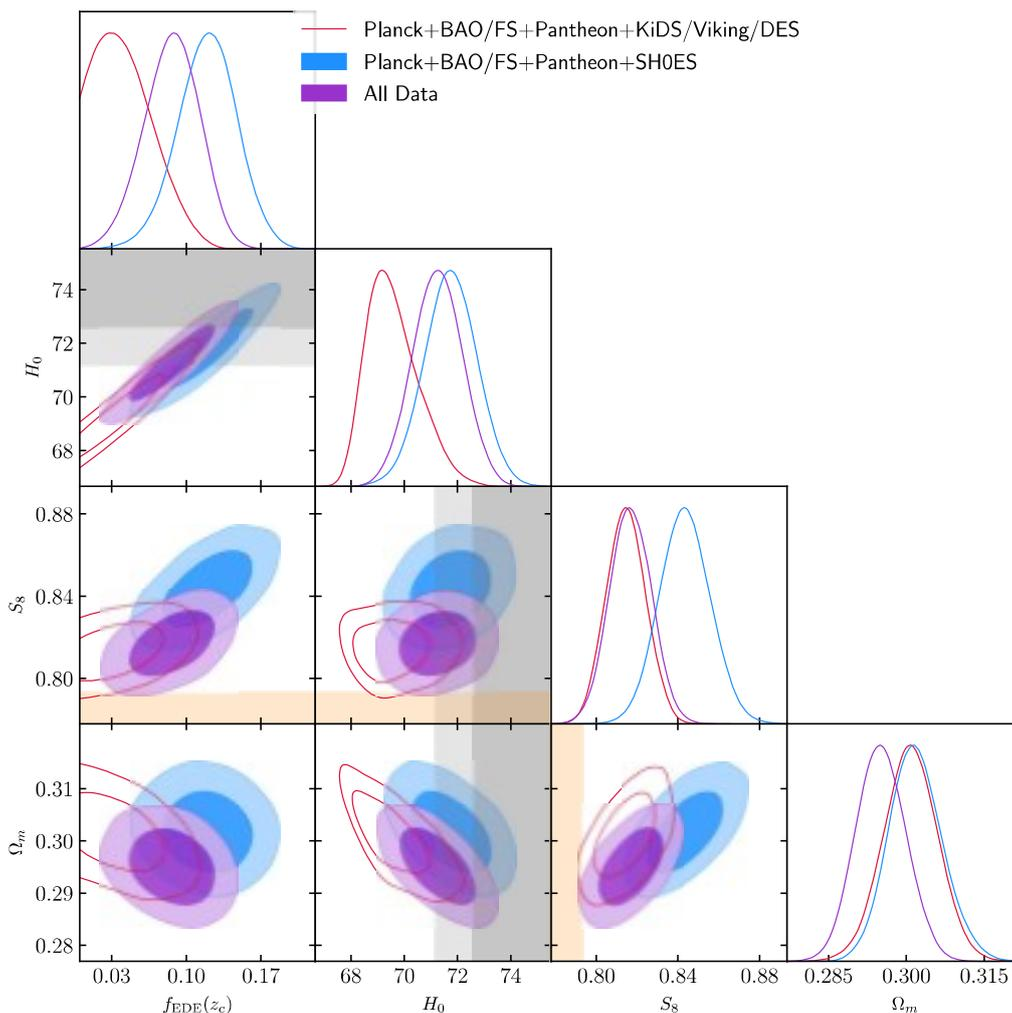 Planck+BAO/FS+Pantheon+KiDS/Viking/DES
Planck+BAO/FS+Pantheon+SH0ES
All Data
74
72
70
68
H₀
0.88
0.84
0.80
S₈
0.31
0.30
0.29
0.28
Ωₘ
0.03 0.10 0.17
68 70 72 74
0.80 0.84 0.88
0.285 0.300 0.315
f_EDE(z_c)
H₀
S₈
Ωₘ